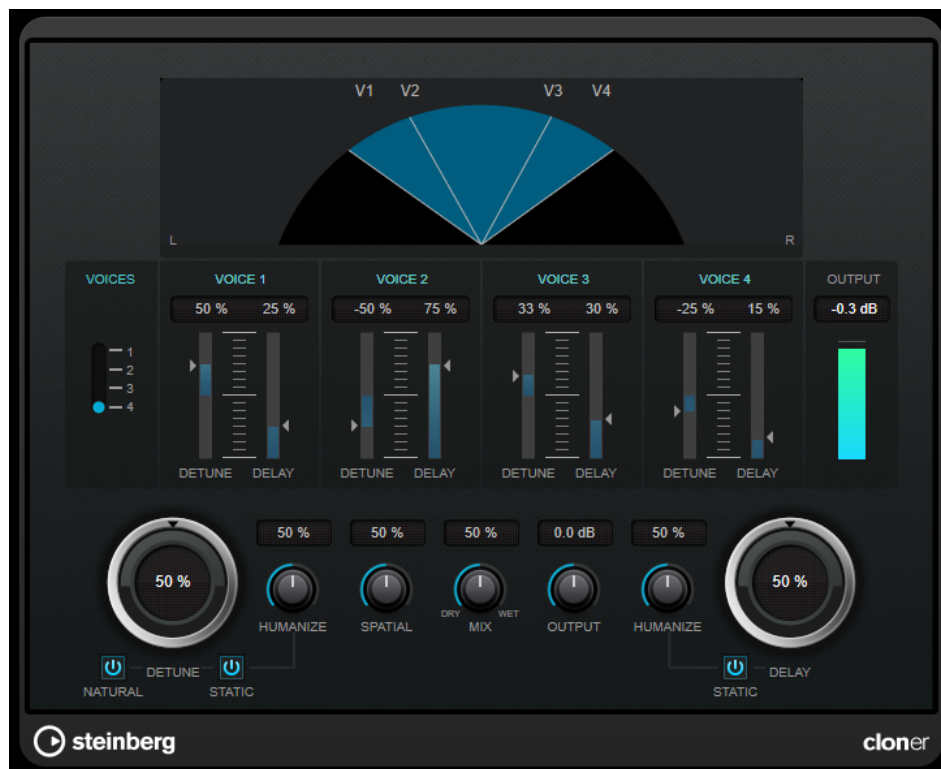 V1 V2 V3 V4
L R
VOICES VOICE 1 VOICE 2 VOICE 3 VOICE 4 OUTPUT
50 % 25 % -50 % 75 % 33 % 30 % -25 % 15 % -0.3 dB
1
2
3
4
DETUNE DELAY DETUNE DELAY DETUNE DELAY DETUNE DELAY
50 % 50 % 50 % 0.0 dB 50 %
50 % 50 %
DRY WET
HUMANIZE SPATIAL MIX OUTPUT HUMANIZE
DETUNE DELAY
NATURAL STATIC STATIC
steinberg cloner